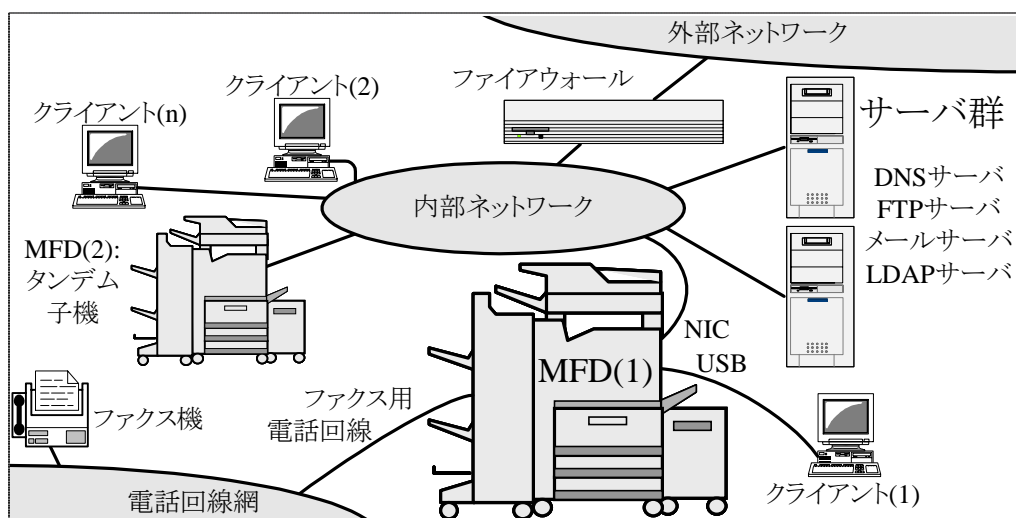 外部ネットワーク
ファイアウォール
クライアント(2)
クライアント(n)
サーバ群
DNSサーバ
FTPサーバ
メールサーバ
LDAPサーバ
内部ネットワーク
MFD(2):
タンデム
子機
NIC
USB
MFD(1)
ファクス用
電話回線
ファクス機
クライアント(1)
電話回線網